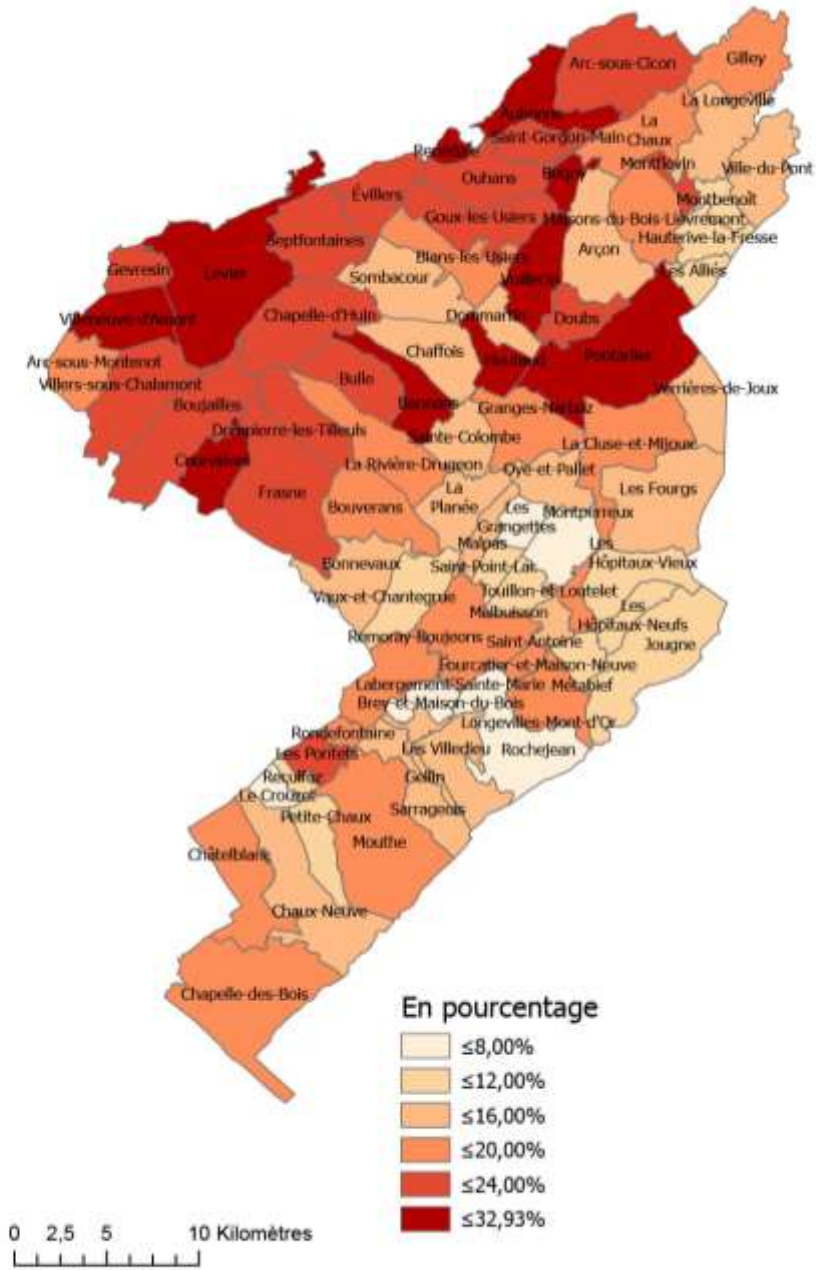 Arc-sous-Cicon
Gilley
La Longeville
Aubonne
La
Chaux
Saint-Gordon-Main
Renédale
Montflovin
Ville-du-Pont
Ouhans
Bugny
Évillers
Montbenoît
Goux-les-Usiers
Maisons-du-Bois-Lièvremont
Hauterive-la-Fresse
Septfontaines
Arçon
Bians-les-Usiers
Gevresin
Levier
Sombacour
Les Alliés
Vuillecin
Villeneuve-d'Amont
Chapelle-d'Huin
Dommartin
Doubs
Chaffois
Houtaud
Pontarlier
Arc-sous-Montenot
Villers-sous-Chalamont
Bulle
Verrières-de-Joux
Boujailles
Bannans
Granges-Narboz
Dompierre-les-Tilleuls
Sainte-Colombe
La Cluse-et-Mijoux
Courvières
La Rivière-Drugeon
Oye-et-Pallet
Frasne
La
Planée
Les Fourgs
Bouverans
Les
Grangettes
Montperreux
Malpas
Les
Hôpitaux-Vieux
Bonnevaux
Saint-Point-Lac
Vaux-et-Chantegrue
Touillon-et-Loutelet
Les
Hôpitaux-Neufs
Malbuisson
Remoray-Boujeons
Saint-Antoine
Jougne
Fourcatier-et-Maison-Neuve
Labergement-Sainte-Marie
Métabief
Brey-et-Maison-du-Bois
Longevilles-Mont-d'Or
Rondefontaine
Les Villedieu
Rochejean
Les Pontets
Reculfoz
Gellin
Le Crouzet
Petite-Chaux
Sarrageois
Mouthe
Châtelblanc
Chaux-Neuve
Chapelle-des-Bois
En pourcentage
≤8,00%
≤12,00%
≤16,00%
≤20,00%
≤24,00%
≤32,93%
0 2,5 5 10 Kilomètres